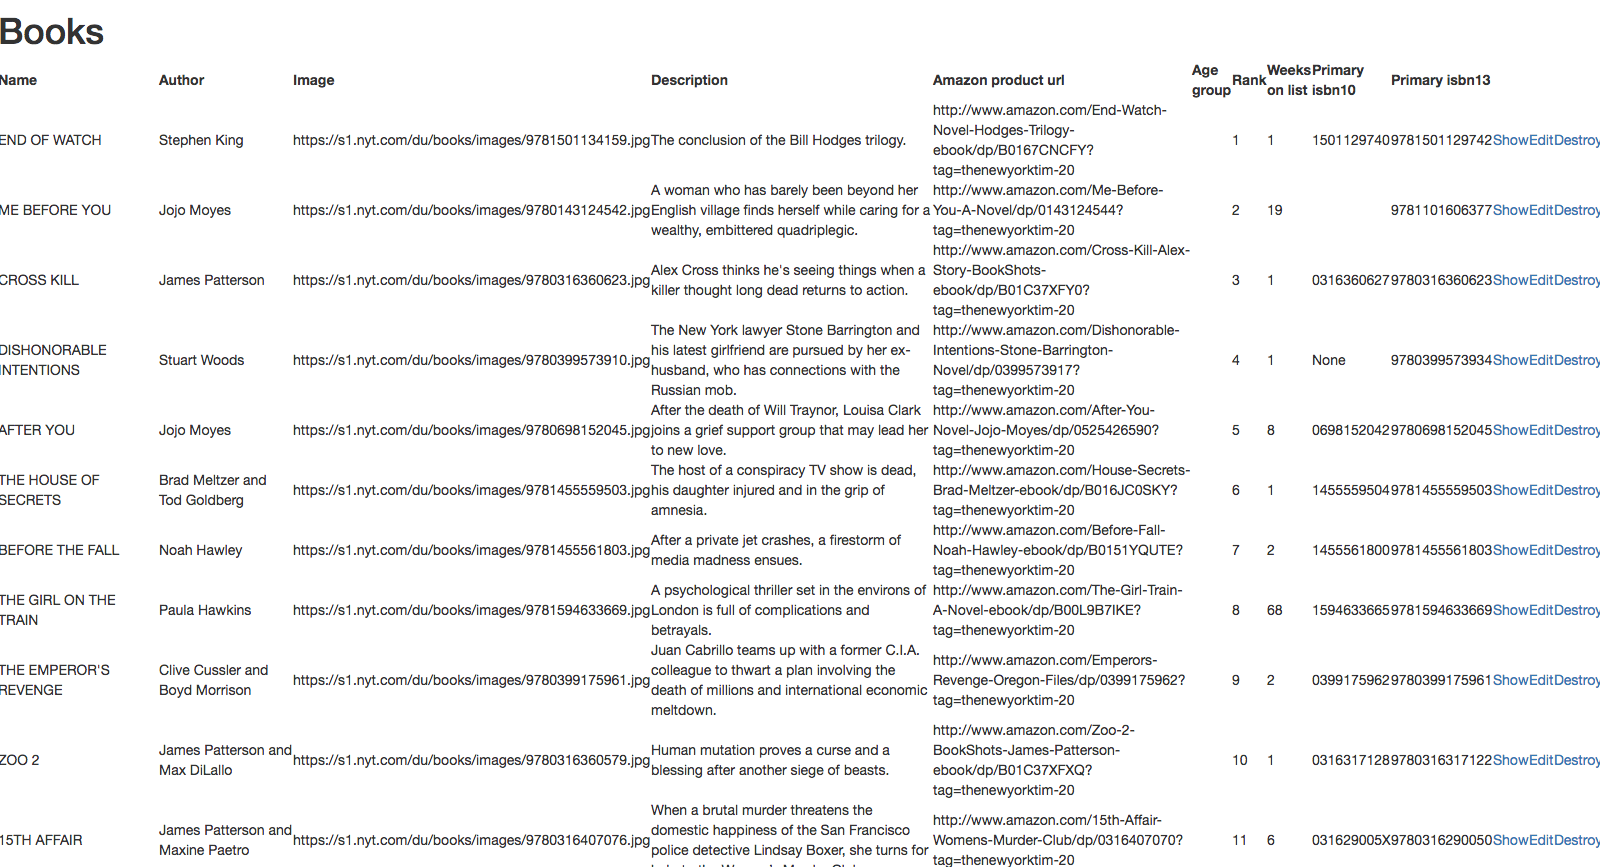 Books
Name Author Image Description Amazon product url Age group Rank Weeks on list Primary isbn10 Primary isbn13
END OF WATCH Stephen King https://s1.nyt.com/du/books/images/9781501134159.jpg The conclusion of the Bill Hodges trilogy. http://www.amazon.com/End-Watch-Novel-Hodges-Trilogy-ebook/dp/B0167CNCFY?tag=thenewyorktim-20 1 1 1501129740 9781501129742 Show Edit Destroy
ME BEFORE YOU Jojo Moyes https://s1.nyt.com/du/books/images/9780143124542.jpg A woman who has barely been beyond her English village finds herself while caring for a wealthy, embittered quadriplegic. http://www.amazon.com/Me-Before-You-A-Novel/dp/0143124544?tag=thenewyorktim-20 2 19 9781101606377 Show Edit Destroy
CROSS KILL James Patterson https://s1.nyt.com/du/books/images/9780316360623.jpg Alex Cross thinks he's seeing things when a killer thought long dead returns to action. http://www.amazon.com/Cross-Kill-Alex-Story-BookShots-ebook/dp/B01C37XFY0?tag=thenewyorktim-20 3 1 0316360627 9780316360623 Show Edit Destroy
DISHONORABLE INTENTIONS Stuart Woods https://s1.nyt.com/du/books/images/9780399573910.jpg The New York lawyer Stone Barrington and his latest girlfriend are pursued by her ex-husband, who has connections with the Russian mob. http://www.amazon.com/Dishonorable-Intentions-Stone-Barrington-Novel/dp/0399573917?tag=thenewyorktim-20 4 1 None 9780399573934 Show Edit Destroy
AFTER YOU Jojo Moyes https://s1.nyt.com/du/books/images/9780698152045.jpg After the death of Will Traynor, Louisa Clark joins a grief support group that may lead her to new love. http://www.amazon.com/After-You-Novel-Jojo-Moyes/dp/0525426590?tag=thenewyorktim-20 5 8 0698152042 9780698152045 Show Edit Destroy
THE HOUSE OF SECRETS Brad Meltzer and Tod Goldberg https://s1.nyt.com/du/books/images/9781455559503.jpg The host of a conspiracy TV show is dead, his daughter injured and in the grip of amnesia. http://www.amazon.com/House-Secrets-Brad-Meltzer-ebook/dp/B016JC0SKY?tag=thenewyorktim-20 6 1 1455559504 9781455559503 Show Edit Destroy
BEFORE THE FALL Noah Hawley https://s1.nyt.com/du/books/images/9781455561803.jpg After a private jet crashes, a firestorm of media madness ensues. http://www.amazon.com/Before-Fall-Noah-Hawley-ebook/dp/B0151YQUTE?tag=thenewyorktim-20 7 2 1455561800 9781455561803 Show Edit Destroy
THE GIRL ON THE TRAIN Paula Hawkins https://s1.nyt.com/du/books/images/9781594633669.jpg A psychological thriller set in the environs of London is full of complications and betrayals. http://www.amazon.com/The-Girl-Train-A-Novel-ebook/dp/B00L9B7IKE?tag=thenewyorktim-20 8 68 1594633665 9781594633669 Show Edit Destroy
THE EMPEROR'S REVENGE Clive Cussler and Boyd Morrison https://s1.nyt.com/du/books/images/9780399175961.jpg Juan Cabrillo teams up with a former C.I.A. colleague to thwart a plan involving the death of millions and international economic meltdown. http://www.amazon.com/Emperors-Revenge-Oregon-Files/dp/0399175962?tag=thenewyorktim-20 9 2 0399175962 9780399175961 Show Edit Destroy
ZOO 2 James Patterson and Max DiLallo https://s1.nyt.com/du/books/images/9780316360579.jpg Human mutation proves a curse and a blessing after another siege of beasts. http://www.amazon.com/Zoo-2-BookShots-James-Patterson-ebook/dp/B01C37XFXQ?tag=thenewyorktim-20 10 1 0316317128 9780316317122 Show Edit Destroy
15TH AFFAIR James Patterson and Maxine Paetro https://s1.nyt.com/du/books/images/9780316407076.jpg When a brutal murder threatens the domestic happiness of the San Francisco police detective Lindsay Boxer, she turns for http://www.amazon.com/15th-Affair-Womens-Murder-Club/dp/0316407070?tag=thenewyorktim-20 11 6 031629005X 9780316290050 Show Edit Destroy